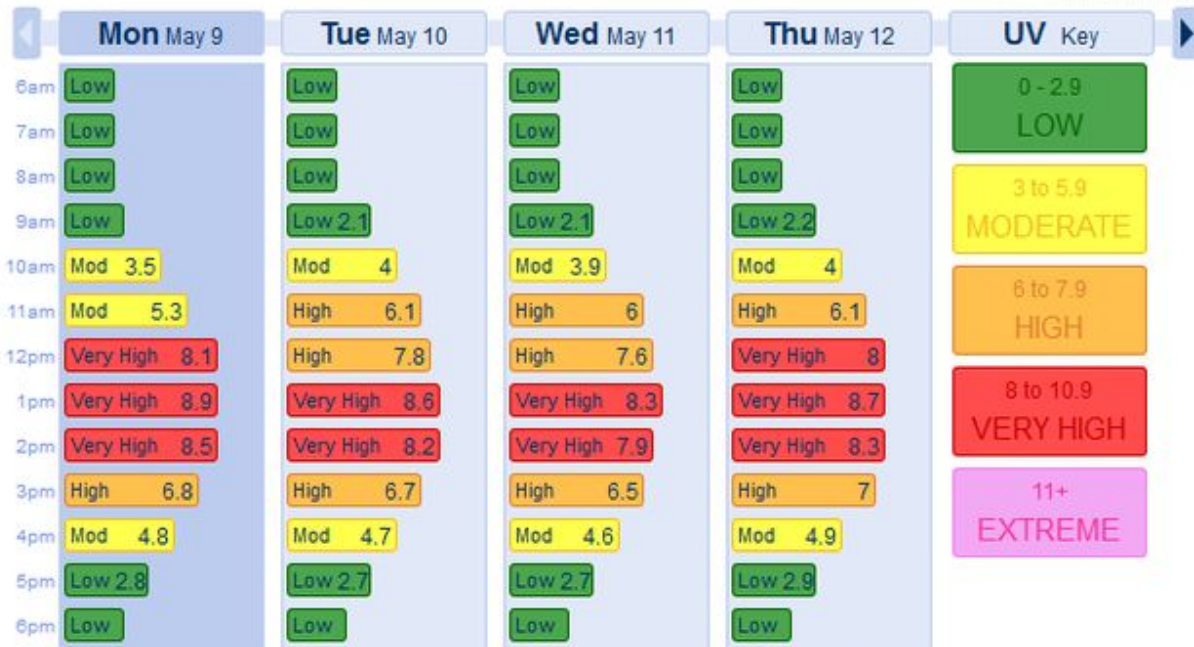 Mon May 9 Tue May 10 Wed May 11 Thu May 12 UV Key
6am Low Low Low Low
7am Low Low Low Low
8am Low Low Low Low
9am Low Low 2.1 Low 2.1 Low 2.2
10am Mod 3.5 Mod 4 Mod 3.9 Mod 4
11am Mod 5.3 High 6.1 High 6 High 6.1
12pm Very High 8.1 High 7.8 High 7.6 Very High 8
1pm Very High 8.9 Very High 8.6 Very High 8.3 Very High 8.7
2pm Very High 8.5 Very High 8.2 Very High 7.9 Very High 8.3
3pm High 6.8 High 6.7 High 6.5 High 7
4pm Mod 4.8 Mod 4.7 Mod 4.6 Mod 4.9
5pm Low 2.8 Low 2.7 Low 2.7 Low 2.9
6pm Low Low Low Low
0 - 2.9
LOW
3 to 5.9
MODERATE
6 to 7.9
HIGH
8 to 10.9
VERY HIGH
11+
EXTREME